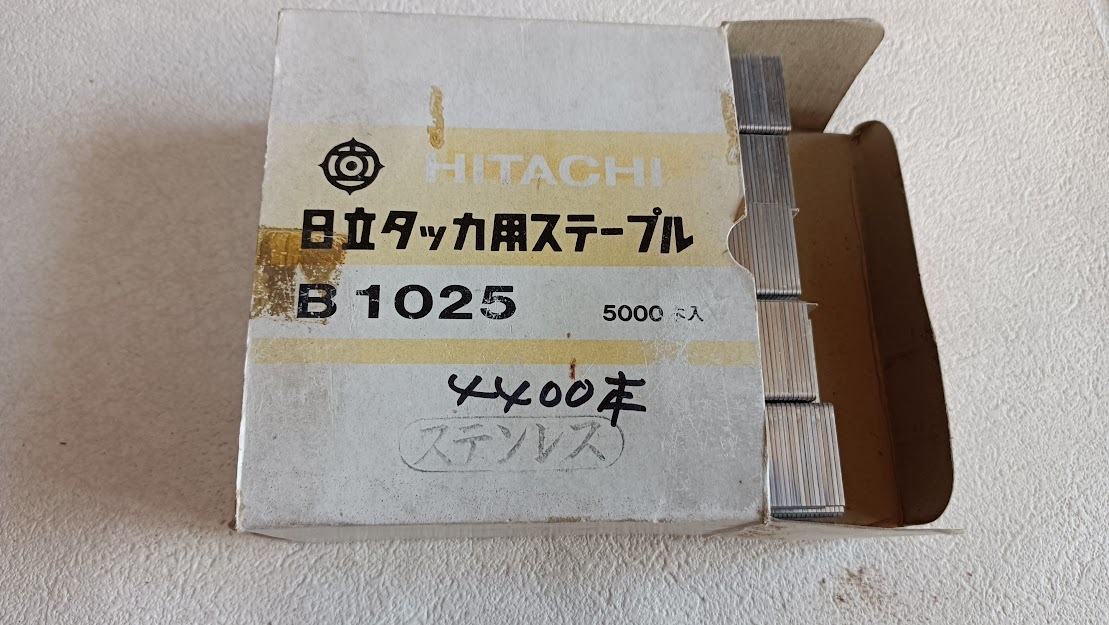 HITACHI
日立タッカ用ステープル
B1025 5000本入
4400本
ステンレス